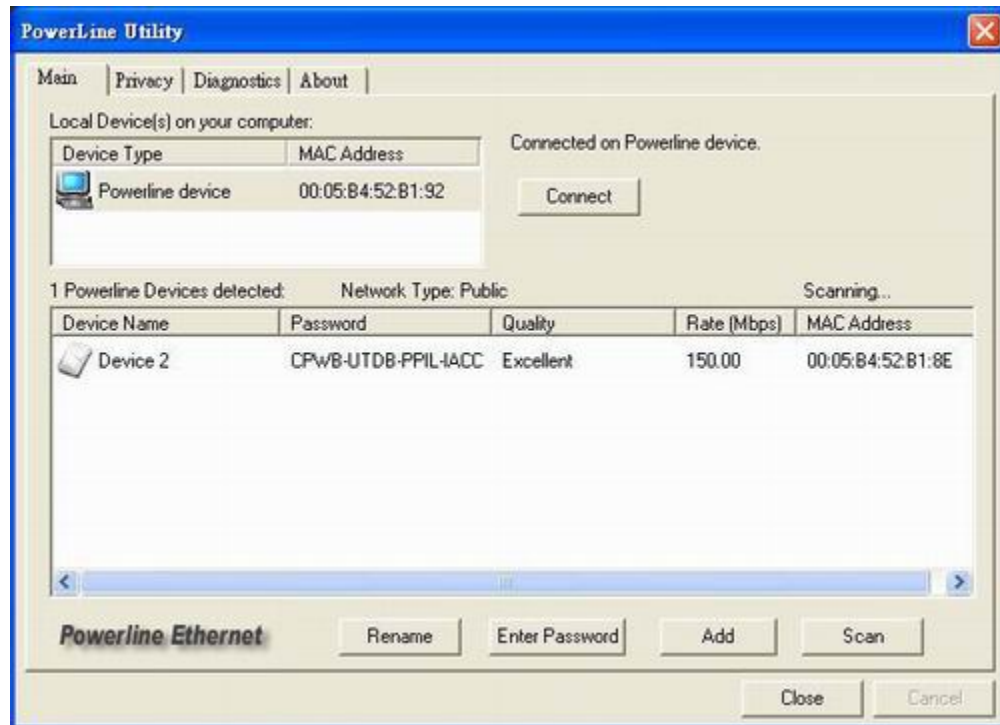 PowerLine Utility
Main Privacy Diagnostics About
Local Device(s) on your computer:
Device Type MAC Address
Powerline device 00:05:B4:52:B1:92
Connected on Powerline device.
Connect
1 Powerline Devices detected: Network Type: Public Scanning...
Device Name Password Quality Rate (Mbps) MAC Address
Device 2 CPWB-UTDB-PPIL-IACC Excellent 150.00 00:05:B4:52:B1:8E
Powerline Ethernet Rename Enter Password Add Scan
Close Cancel